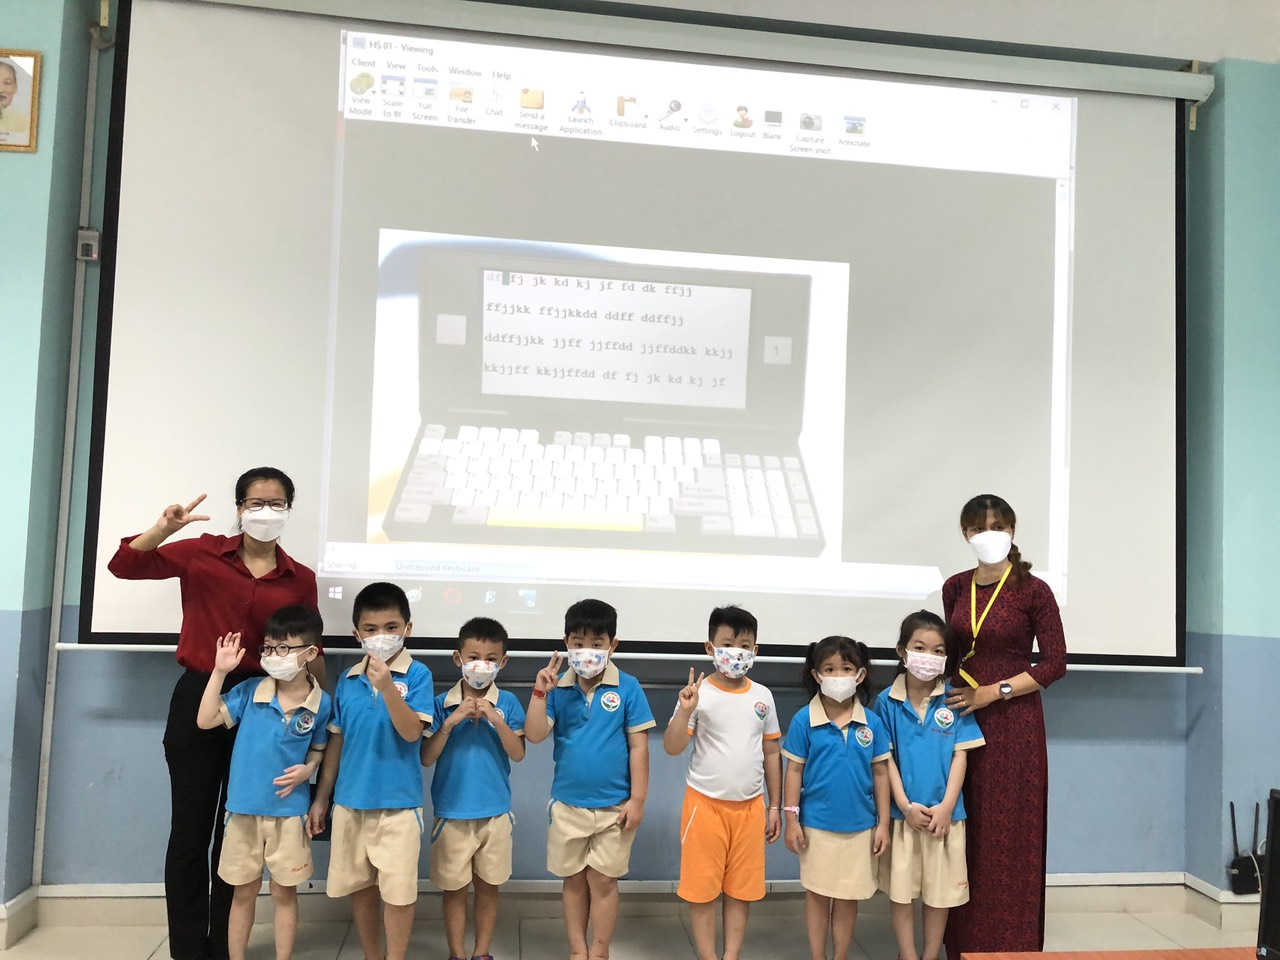 HS 01 - Viewing
Client View Tools Window Help
View Mode
Scale to fit
Full Screen
File Transfer
Chat
Send a message
Launch Application
Clipboard
Audio
Settings
Logout
Blank
Capture Screen shot
Annotate
df fj jk kd kj jf fd dk ffjj
ffjjkk ffjjkkdd ddff ddffjj
ddffjjkk jjff jjffdd jjffddkk kkjj
kkjjff kkjjffdd df fj jk kd kj jf
1
Sharing
Unmapped Keyboard